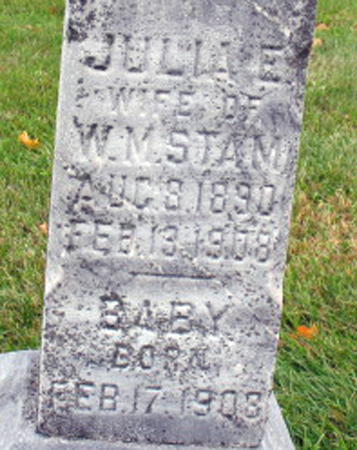 JULIA E
WIFE OF
W.M. STAM
AUG. 8. 1890
FEB. 13. 1908
BABY
BORN
FEB. 17. 1908